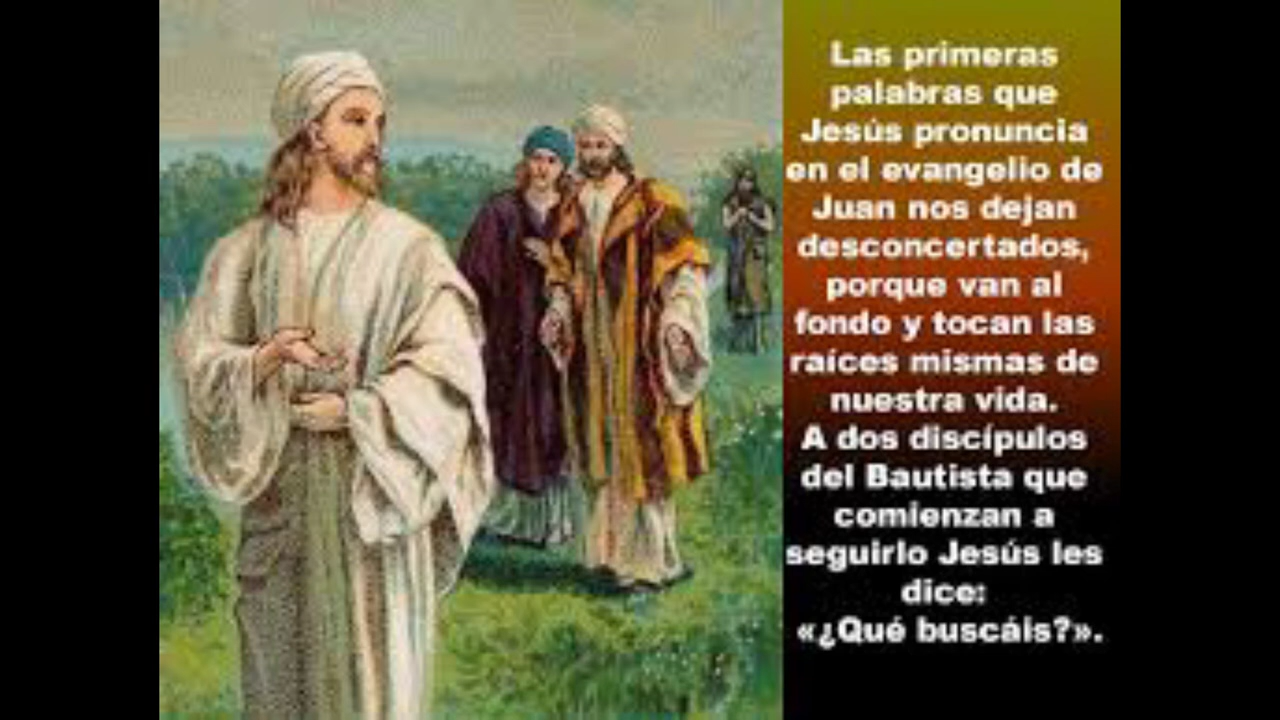 Las primeras
palabras que
Jesús pronuncia
en el evangelio de
Juan nos dejan
desconcertados,
porque van al
fondo y tocan las
raíces mismas de
nuestra vida.
A dos discípulos
del Bautista que
comienzan a
seguirlo Jesús les
dice:
«¿Qué buscáis?».